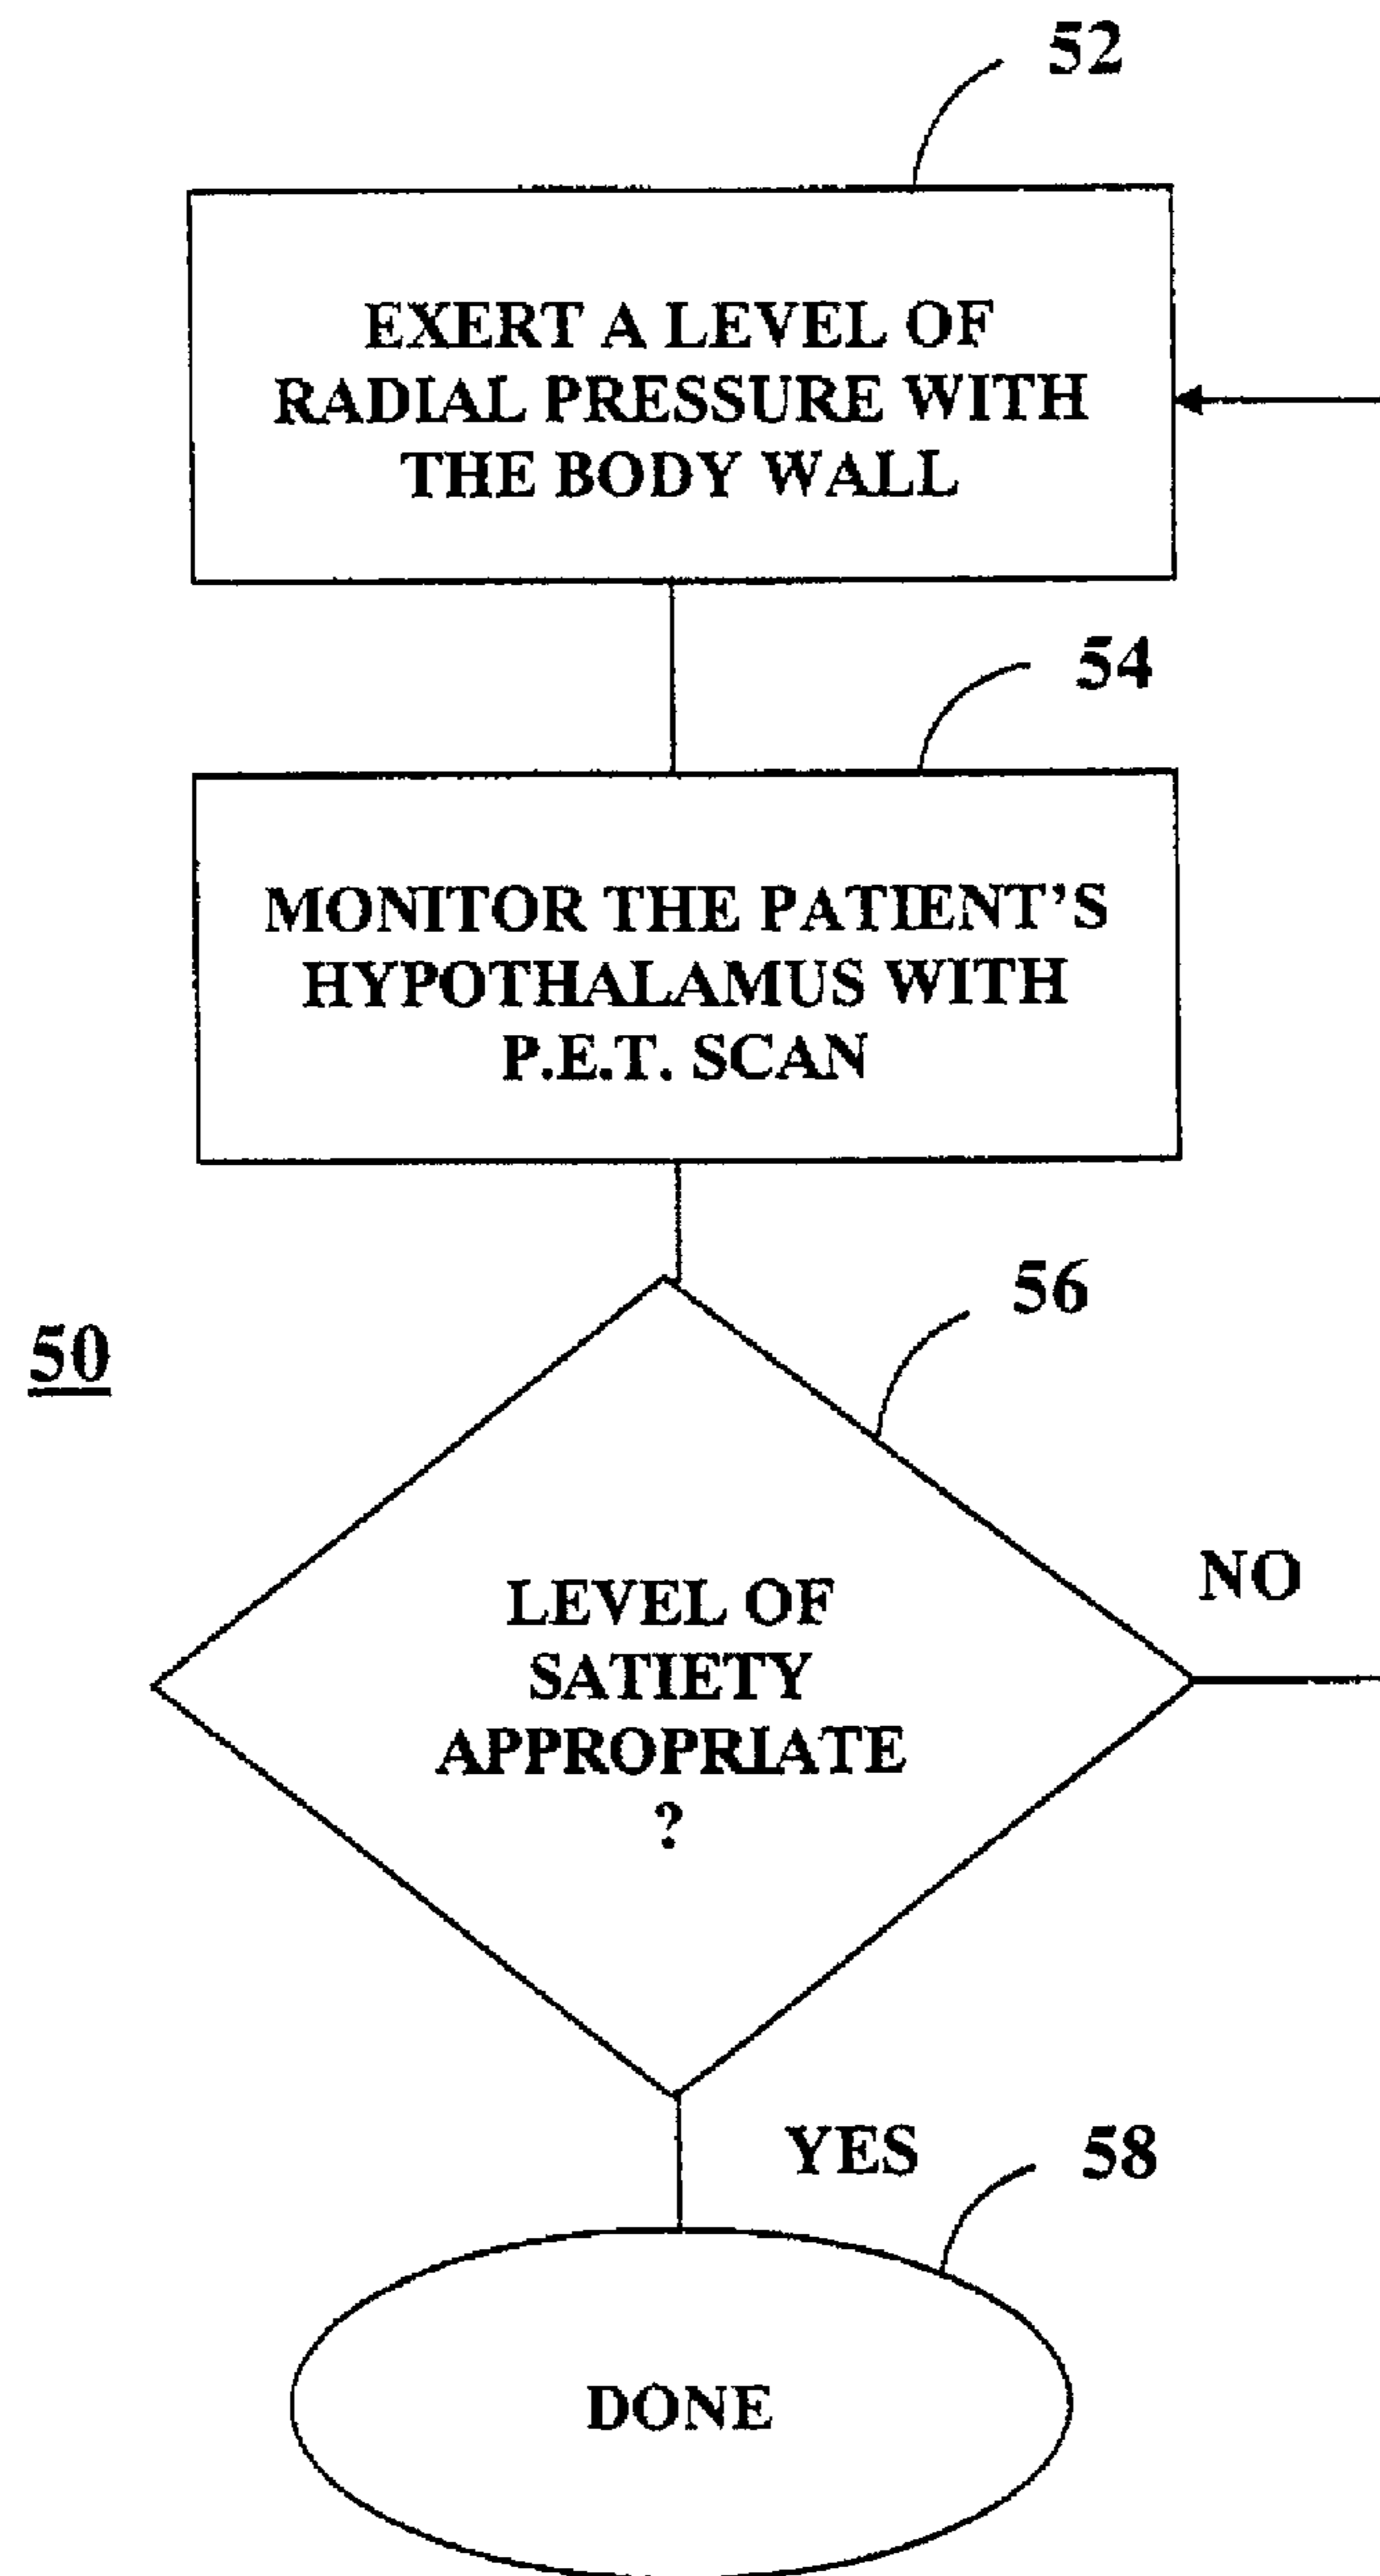 52
EXERT A LEVEL OF
RADIAL PRESSURE WITH
THE BODY WALL
54
MONITOR THE PATIENT’S
HYPOTHALAMUS WITH
P.E.T. SCAN
56
50
LEVEL OF
SATIETY
APPROPRIATE
?
NO
YES
58
DONE